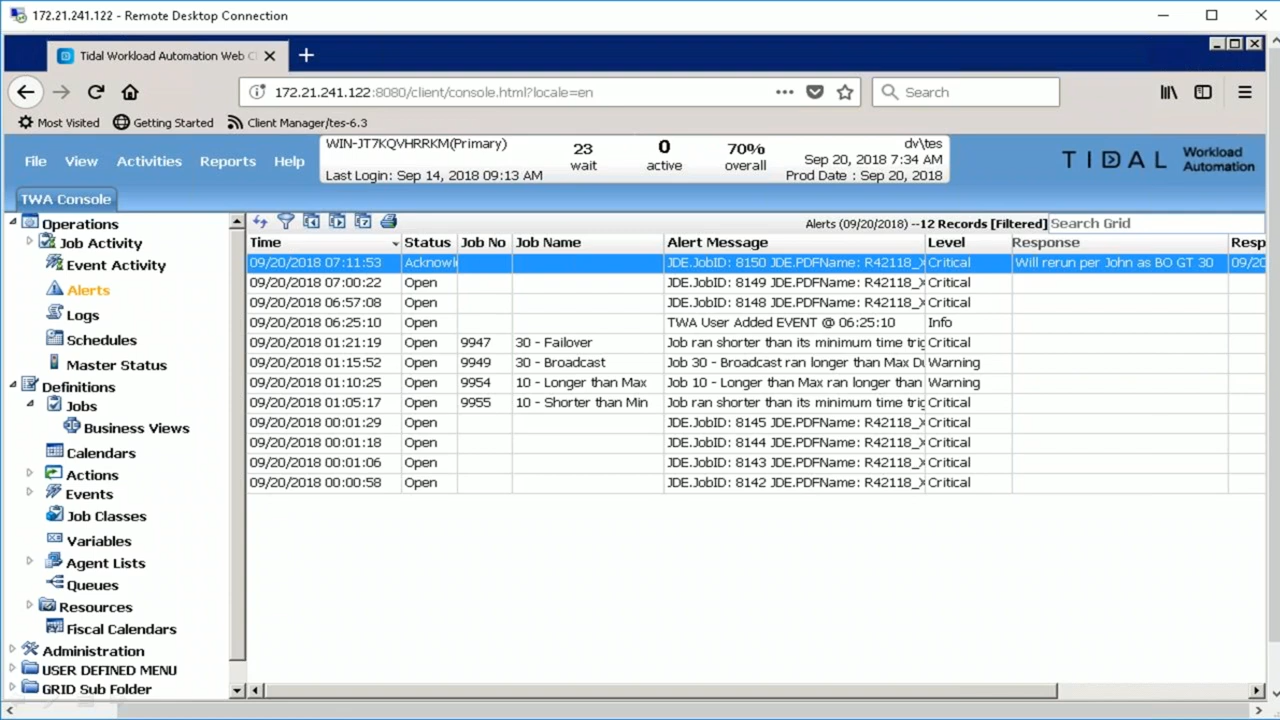 172.21.241.122 - Remote Desktop Connection
Tidal Workload Automation Web C
172.21.241.122:8080/client/console.html?locale=en
Search
Most Visited Getting Started Client Manager/tes-6.3
File View Activities Reports Help
WIN-JT7KQVHRRKM(Primary)
Last Login: Sep 14, 2018 09:13 AM
23
wait
0
active
70%
overall
dv\tes
Sep 20, 2018 7:34 AM
Prod Date : Sep 20, 2018
TIDAL Workload Automation
TWA Console
Operations
Job Activity
Event Activity
Alerts
Logs
Schedules
Master Status
Definitions
Jobs
Business Views
Calendars
Actions
Events
Job Classes
Variables
Agent Lists
Queues
Resources
Fiscal Calendars
Administration
USER DEFINED MENU
GRID Sub Folder
Alerts (09/20/2018) --12 Records [Filtered] Search Grid
Time Status Job No Job Name Alert Message Level Response Resp
09/20/2018 07:11:53 Acknowl JDE.JobID: 8150 JDE.PDFName: R42118_X Critical Will rerun per John as BO GT 30 09/20
09/20/2018 07:00:22 Open JDE.JobID: 8149 JDE.PDFName: R42118_X Critical
09/20/2018 06:57:08 Open JDE.JobID: 8148 JDE.PDFName: R42118_X Critical
09/20/2018 06:25:10 Open TWA User Added EVENT @ 06:25:10 Info
09/20/2018 01:21:19 Open 9947 30 - Failover Job ran shorter than its minimum time trig Critical
09/20/2018 01:15:52 Open 9949 30 - Broadcast Job 30 - Broadcast ran longer than Max Du Warning
09/20/2018 01:10:25 Open 9954 10 - Longer than Max Job 10 - Longer than Max ran longer than Warning
09/20/2018 01:05:17 Open 9955 10 - Shorter than Min Job ran shorter than its minimum time trig Critical
09/20/2018 00:01:29 Open JDE.JobID: 8145 JDE.PDFName: R42118_X Critical
09/20/2018 00:01:18 Open JDE.JobID: 8144 JDE.PDFName: R42118_X Critical
09/20/2018 00:01:06 Open JDE.JobID: 8143 JDE.PDFName: R42118_X Critical
09/20/2018 00:00:58 Open JDE.JobID: 8142 JDE.PDFName: R42118_X Critical